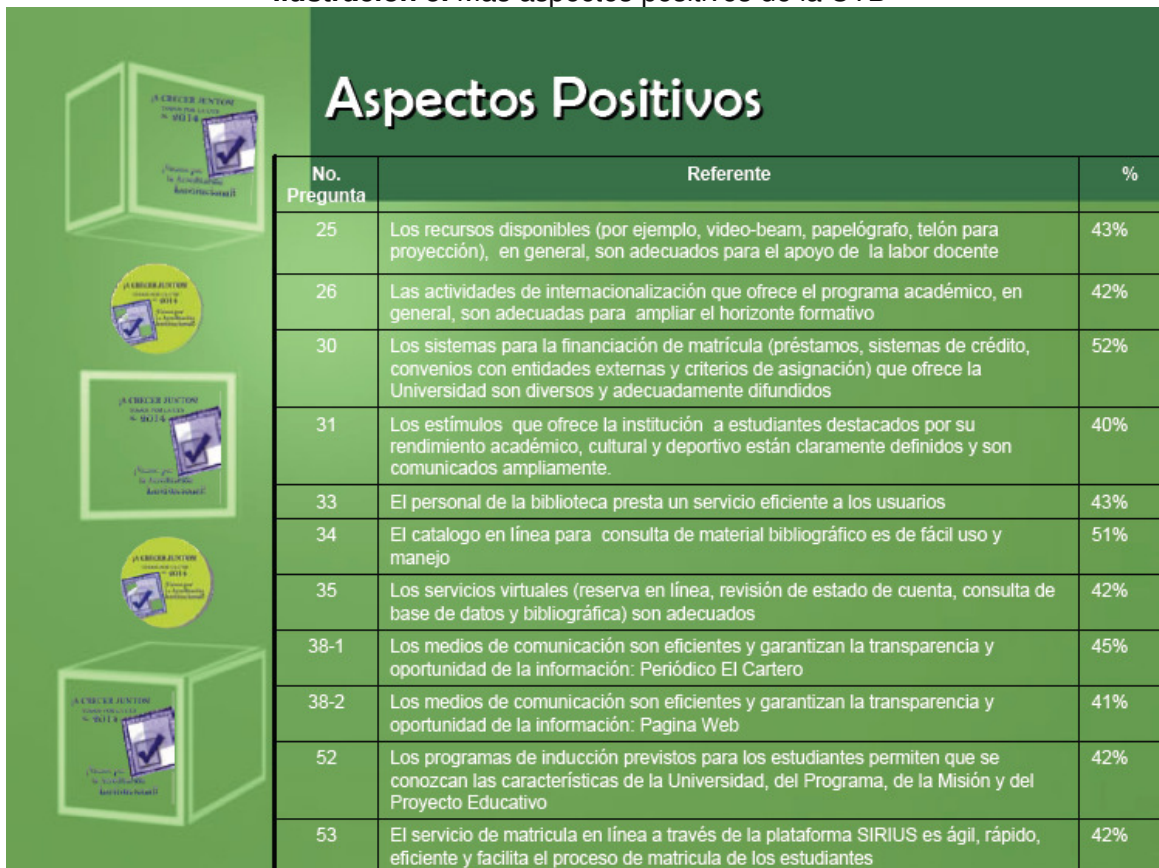 Aspectos Positivos
¡A CRECER JUNTOS!
2014
No.
Pregunta
Referente
%
25
Los recursos disponibles (por ejemplo, video-beam, papelógrafo, telón para
proyección), en general, son adecuados para el apoyo de la labor docente
43%
26
Las actividades de internacionalización que ofrece el programa académico, en
general, son adecuadas para ampliar el horizonte formativo
42%
30
Los sistemas para la financiación de matrícula (préstamos, sistemas de crédito,
convenios con entidades externas y criterios de asignación) que ofrece la
Universidad son diversos y adecuadamente difundidos
52%
31
Los estímulos que ofrece la institución a estudiantes destacados por su
rendimiento académico, cultural y deportivo están claramente definidos y son
comunicados ampliamente.
40%
33
El personal de la biblioteca presta un servicio eficiente a los usuarios
43%
34
El catalogo en línea para consulta de material bibliográfico es de fácil uso y
manejo
51%
35
Los servicios virtuales (reserva en línea, revisión de estado de cuenta, consulta de
base de datos y bibliográfica) son adecuados
42%
38-1
Los medios de comunicación son eficientes y garantizan la transparencia y
oportunidad de la información: Periódico El Cartero
45%
38-2
Los medios de comunicación son eficientes y garantizan la transparencia y
oportunidad de la información: Pagina Web
41%
52
Los programas de inducción previstos para los estudiantes permiten que se
conozcan las características de la Universidad, del Programa, de la Misión y del
Proyecto Educativo
42%
53
El servicio de matricula en línea a través de la plataforma SIRIUS es ágil, rápido,
eficiente y facilita el proceso de matricula de los estudiantes
42%